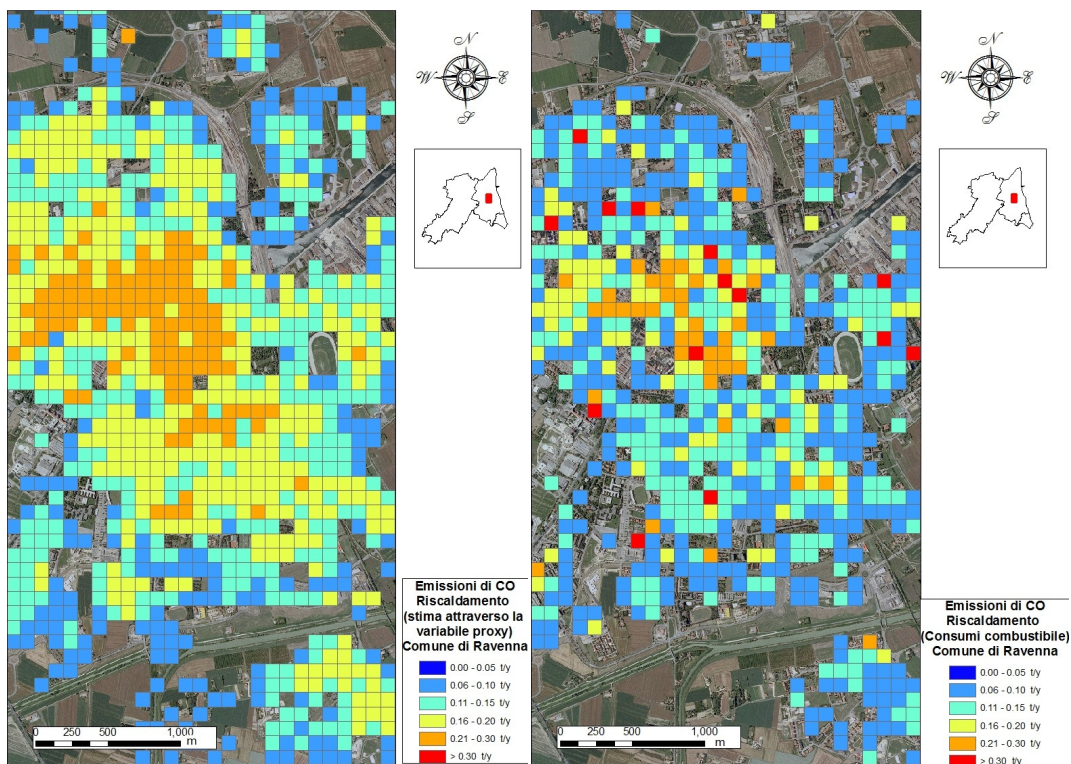 N
W
E
S
Emissioni di CO
Riscaldamento
(stima attraverso la
variabile proxy)
Comune di Ravenna
0.00 - 0.05 t/y
0.06 - 0.10 t/y
0.11 - 0.15 t/y
0.16 - 0.20 t/y
0.21 - 0.30 t/y
> 0.30 t/y
0 250 500 1,000
m
N
W
E
S
Emissioni di CO
Riscaldamento
(Consumi combustibile)
Comune di Ravenna
0.00 - 0.05 t/y
0.06 - 0.10 t/y
0.11 - 0.15 t/y
0.16 - 0.20 t/y
0.21 - 0.30 t/y
> 0.30 t/y
0 250 500 1,000
m